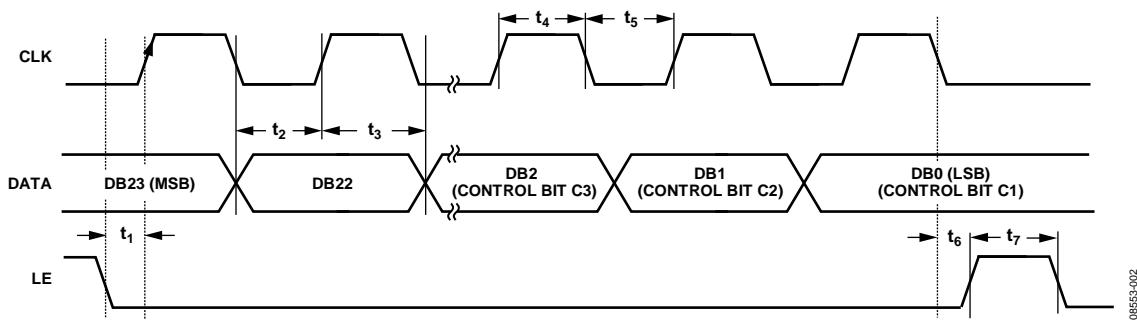 t4
t5
CLK
t2
t3
DATA
DB23 (MSB)
DB22
DB2
(CONTROL BIT C3)
DB1
(CONTROL BIT C2)
DB0 (LSB)
(CONTROL BIT C1)
t1
t6
t7
LE
08553-002